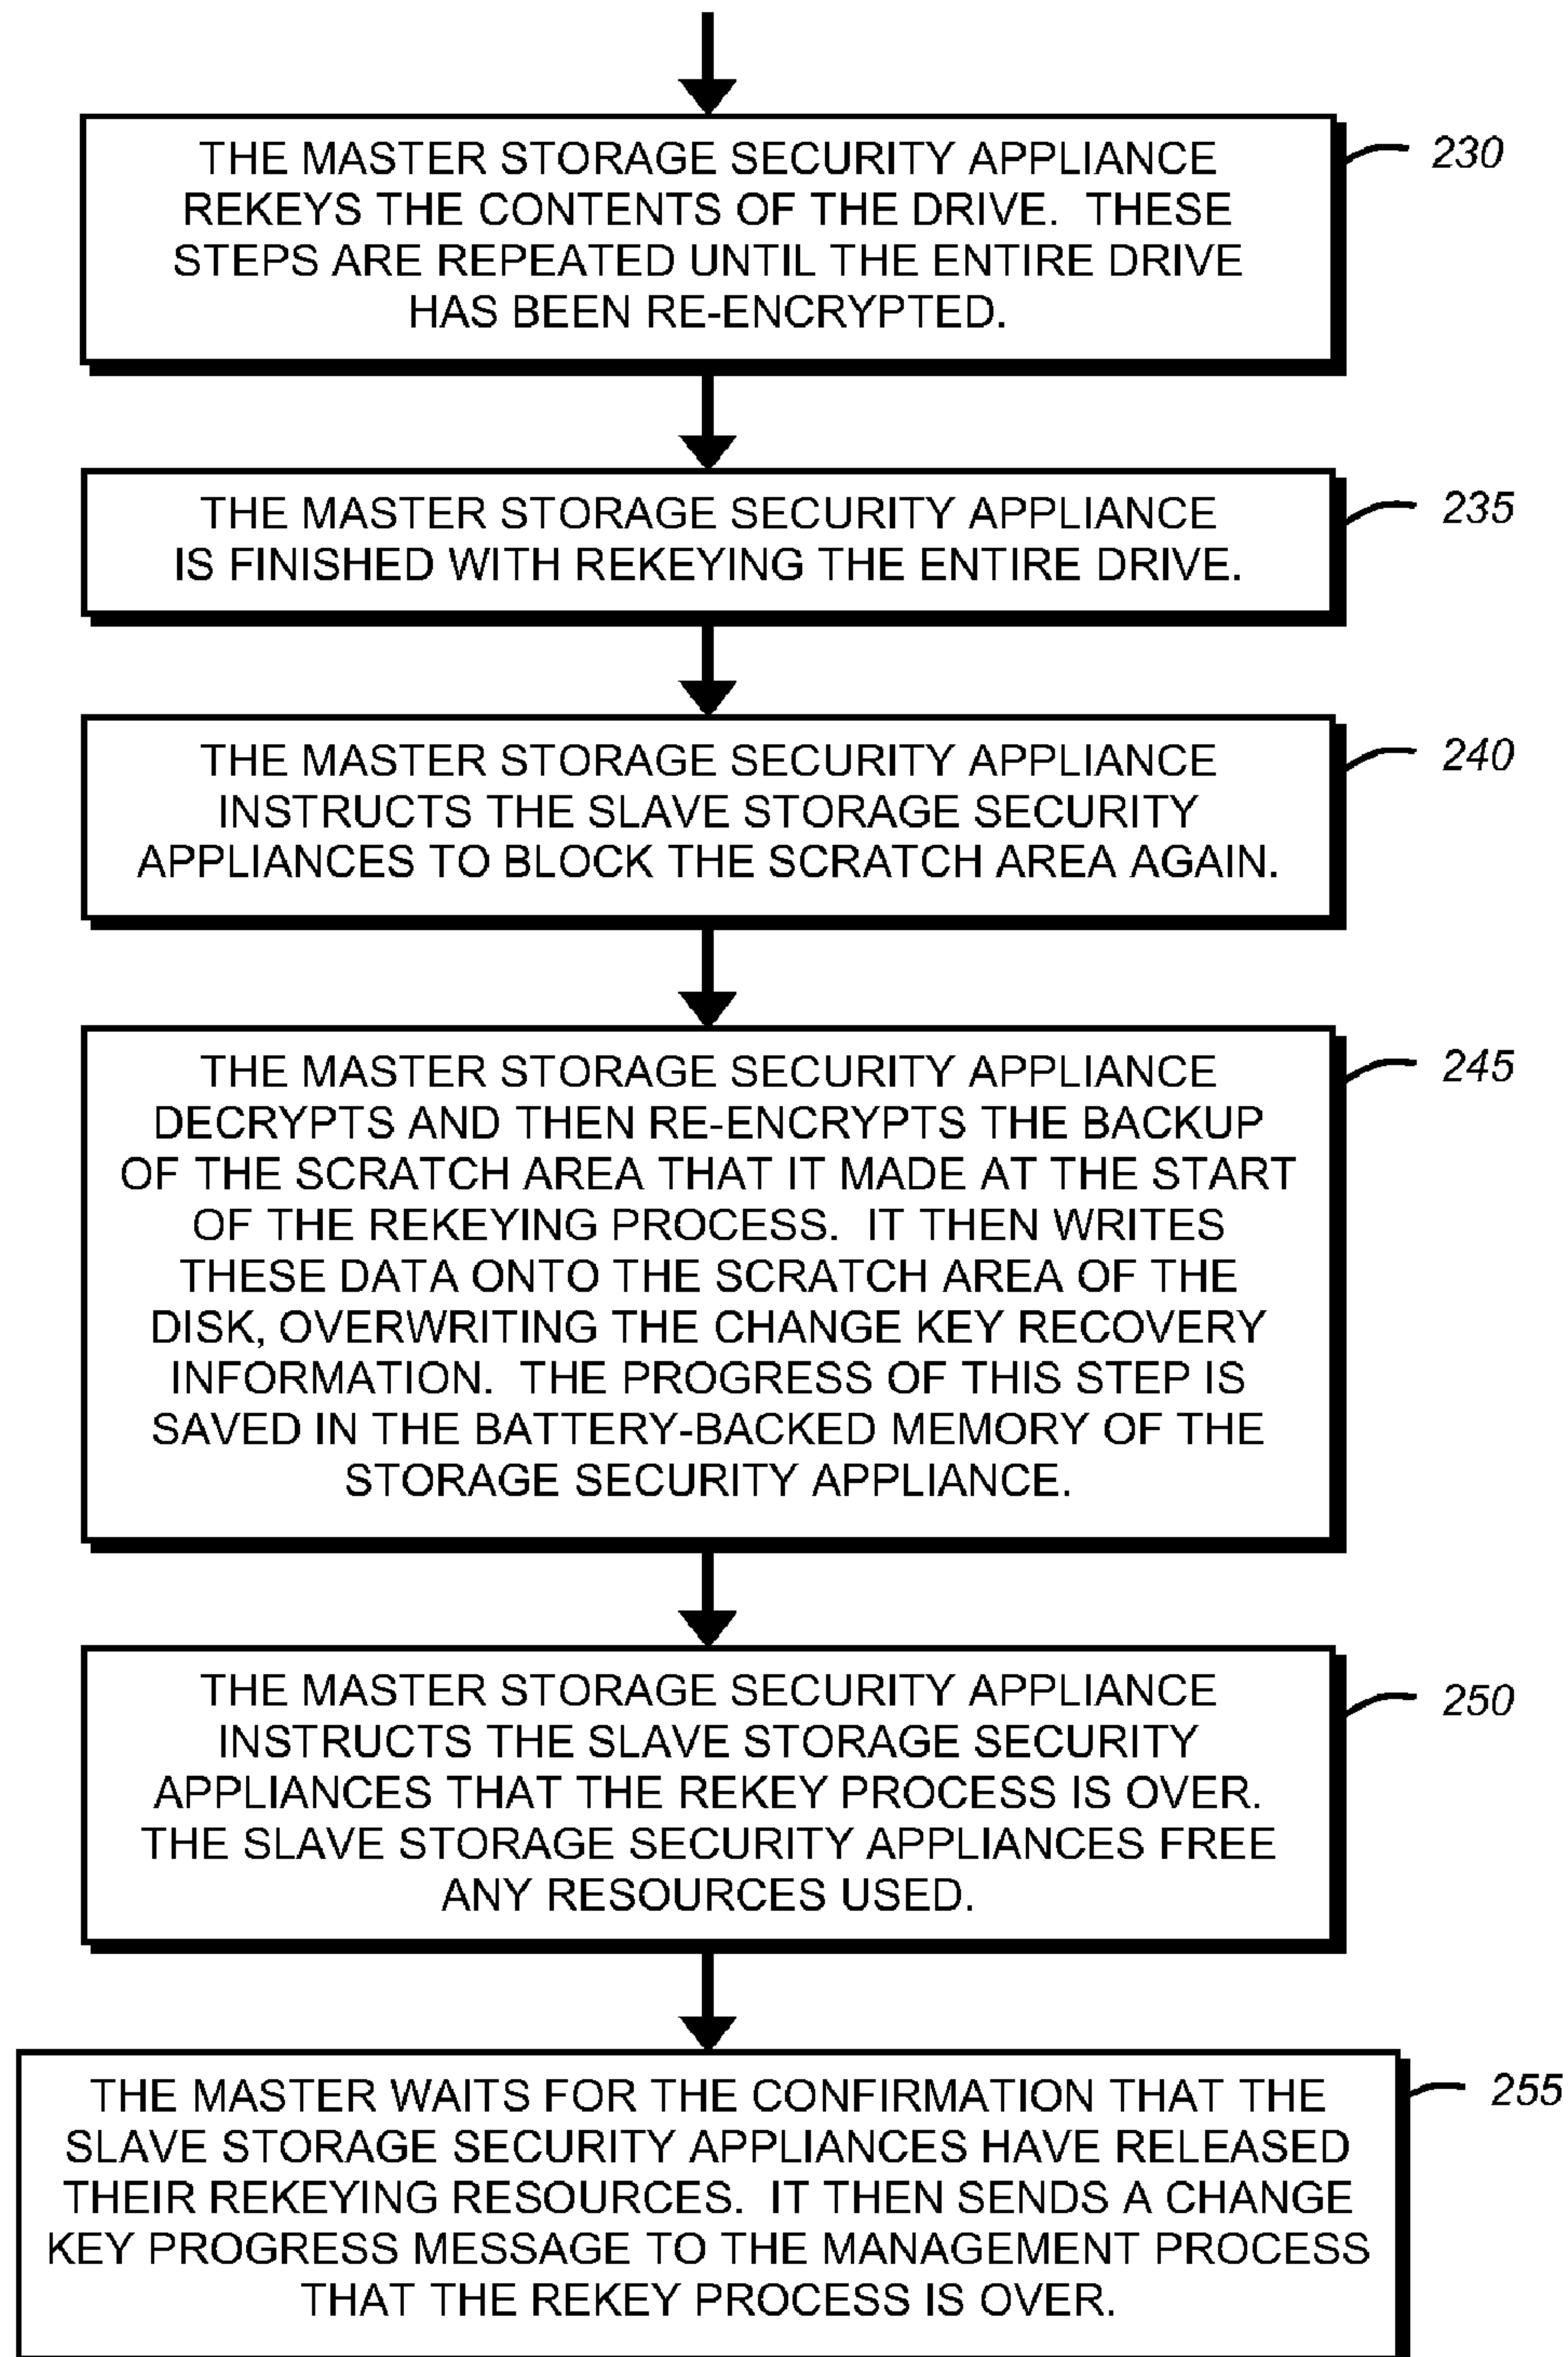 THE MASTER STORAGE SECURITY APPLIANCE
REKEYS THE CONTENTS OF THE DRIVE. THESE
STEPS ARE REPEATED UNTIL THE ENTIRE DRIVE
HAS BEEN RE-ENCRYPTED.
230
THE MASTER STORAGE SECURITY APPLIANCE
IS FINISHED WITH REKEYING THE ENTIRE DRIVE.
235
THE MASTER STORAGE SECURITY APPLIANCE
INSTRUCTS THE SLAVE STORAGE SECURITY
APPLIANCES TO BLOCK THE SCRATCH AREA AGAIN.
240
THE MASTER STORAGE SECURITY APPLIANCE
DECRYPTS AND THEN RE-ENCRYPTS THE BACKUP
OF THE SCRATCH AREA THAT IT MADE AT THE START
OF THE REKEYING PROCESS. IT THEN WRITES
THESE DATA ONTO THE SCRATCH AREA OF THE
DISK, OVERWRITING THE CHANGE KEY RECOVERY
INFORMATION. THE PROGRESS OF THIS STEP IS
SAVED IN THE BATTERY-BACKED MEMORY OF THE
STORAGE SECURITY APPLIANCE.
245
THE MASTER STORAGE SECURITY APPLIANCE
INSTRUCTS THE SLAVE STORAGE SECURITY
APPLIANCES THAT THE REKEY PROCESS IS OVER.
THE SLAVE STORAGE SECURITY APPLIANCES FREE
ANY RESOURCES USED.
250
THE MASTER WAITS FOR THE CONFIRMATION THAT THE
SLAVE STORAGE SECURITY APPLIANCES HAVE RELEASED
THEIR REKEYING RESOURCES. IT THEN SENDS A CHANGE
KEY PROGRESS MESSAGE TO THE MANAGEMENT PROCESS
THAT THE REKEY PROCESS IS OVER.
255